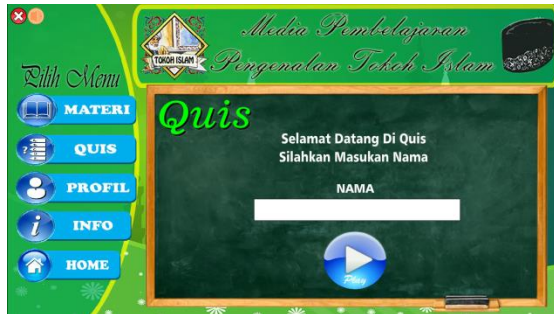 Media Pembelajaran
Pengenalan Tokoh Islam
TOKOH ISLAM
Pilih Menu
MATERI
QUIS
PROFIL
INFO
HOME
Quis
Selamat Datang Di Quis
Silahkan Masukan Nama
NAMA
Play